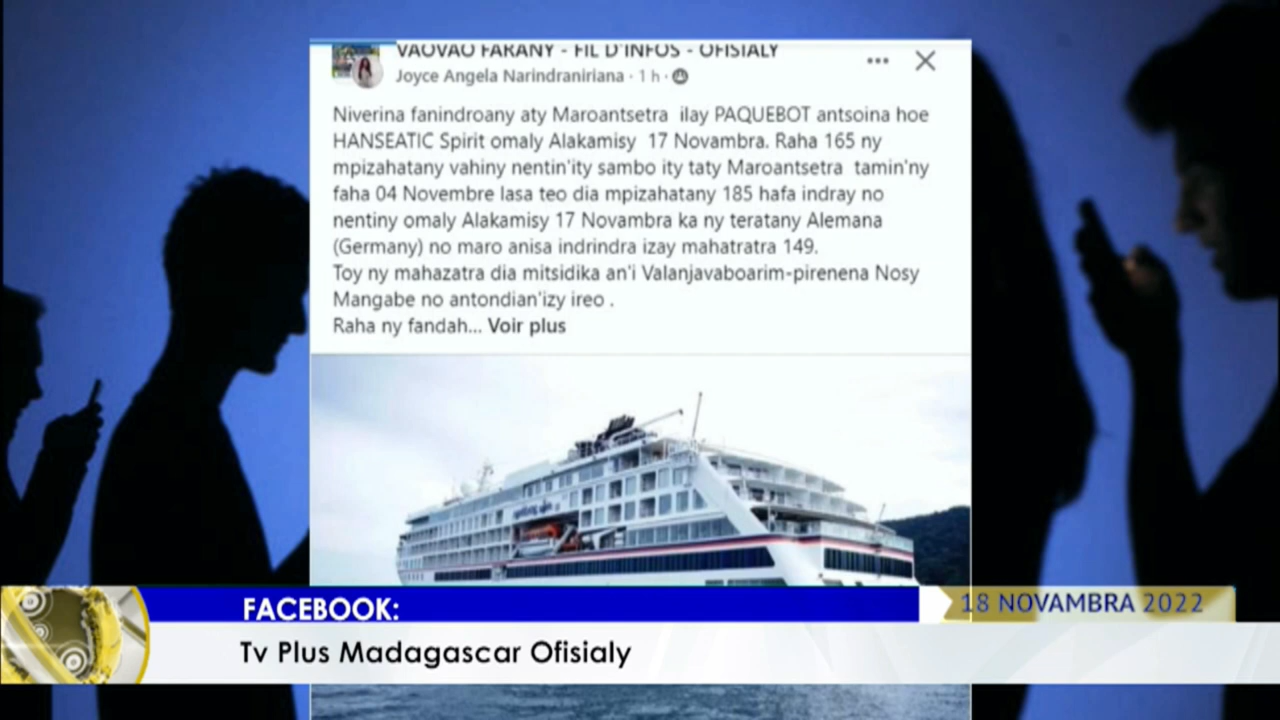 VAOVAO FARANY - FIL D'INFOS - OFISIALY
Joyce Angela Narindraniriana · 1 h ·
Niverina fanindroany aty Maroantsetra ilay PAQUEBOT antsoina hoe
HANSEATIC Spirit omaly Alakamisy 17 Novambra. Raha 165 ny
mpizahatany vahiny nentin'ity sambo ity taty Maroantsetra tamin'ny
faha 04 Novembre lasa teo dia mpizahatany 185 hafa indray no
nentiny omaly Alakamisy 17 Novambra ka ny teratany Alemana
(Germany) no maro anisa indrindra izay mahatratra 149.
Toy ny mahazatra dia mitsidika an'i Valanjavaboarim-pirenena Nosy
Mangabe no antondian'izy ireo .
Raha ny fandah... Voir plus
FACEBOOK:
18 NOVAMBRA 2022
Tv Plus Madagascar Ofisialy